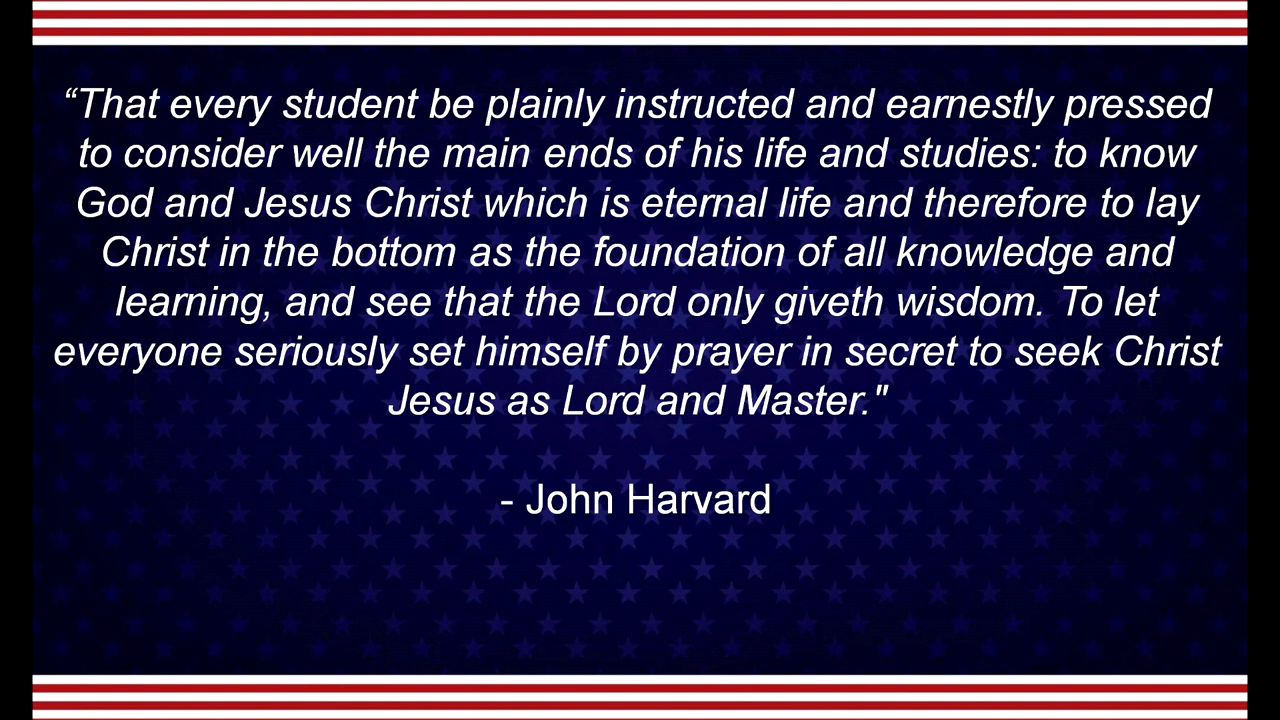 “That every student be plainly instructed and earnestly pressed
to consider well the main ends of his life and studies: to know
God and Jesus Christ which is eternal life and therefore to lay
Christ in the bottom as the foundation of all knowledge and
learning, and see that the Lord only giveth wisdom. To let
everyone seriously set himself by prayer in secret to seek Christ
Jesus as Lord and Master."
- John Harvard